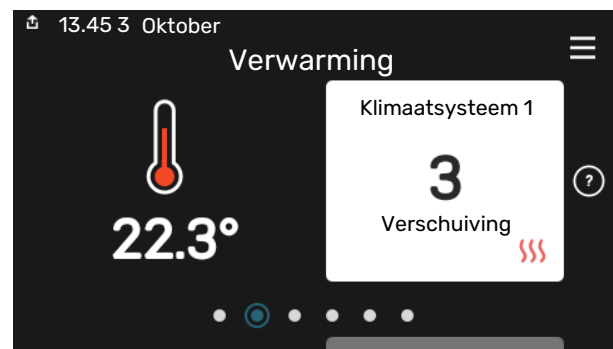 13.45 3 Oktober
Verwarming
Klimaatsysteem 1
3
Verschuiving
22.3°
?